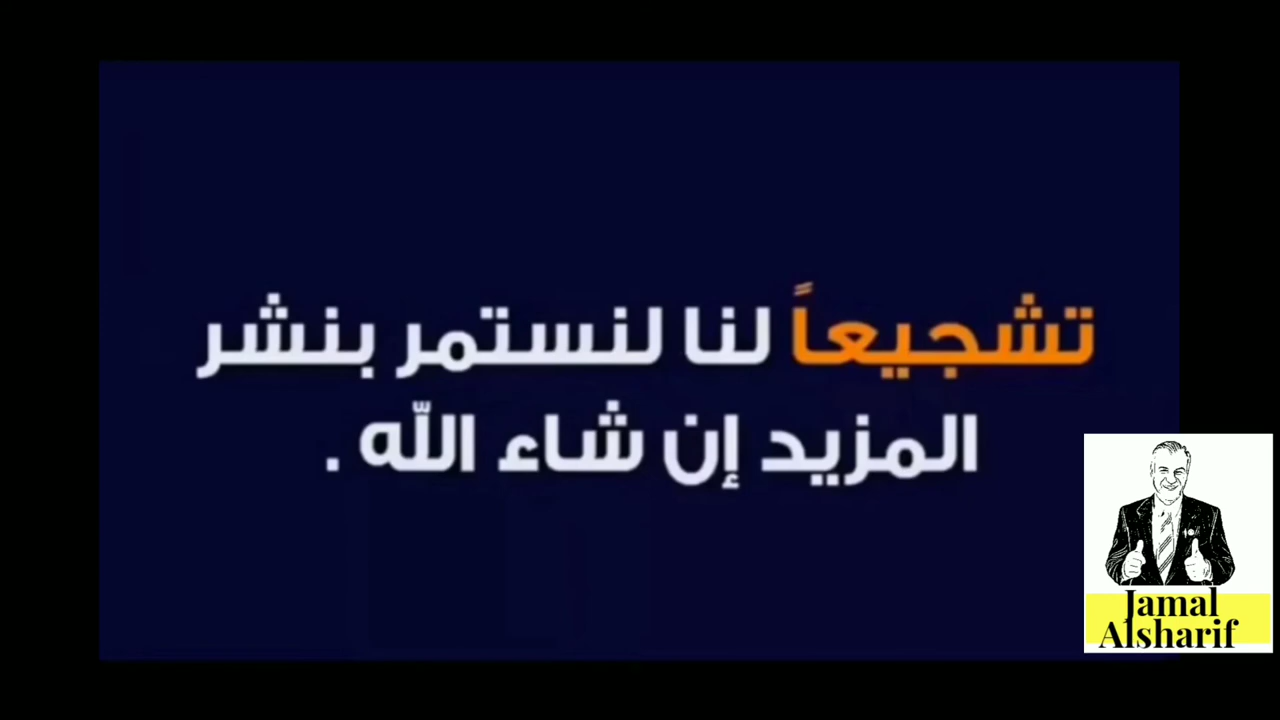 تشجيعاً لنا لنستمر بنشر
المزيد إن شاء الله .
Jamal
Alsharif